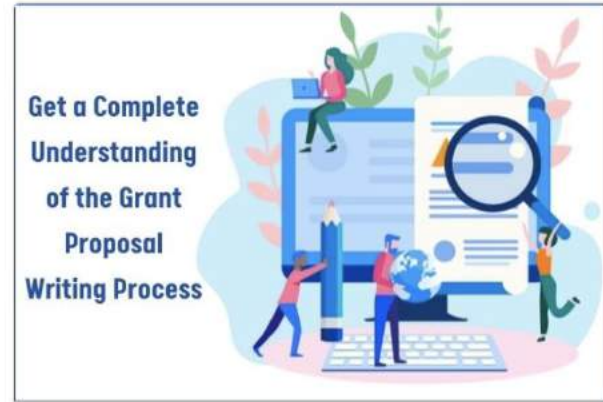 Get a Complete
Understanding
of the Grant
Proposal
Writing Process